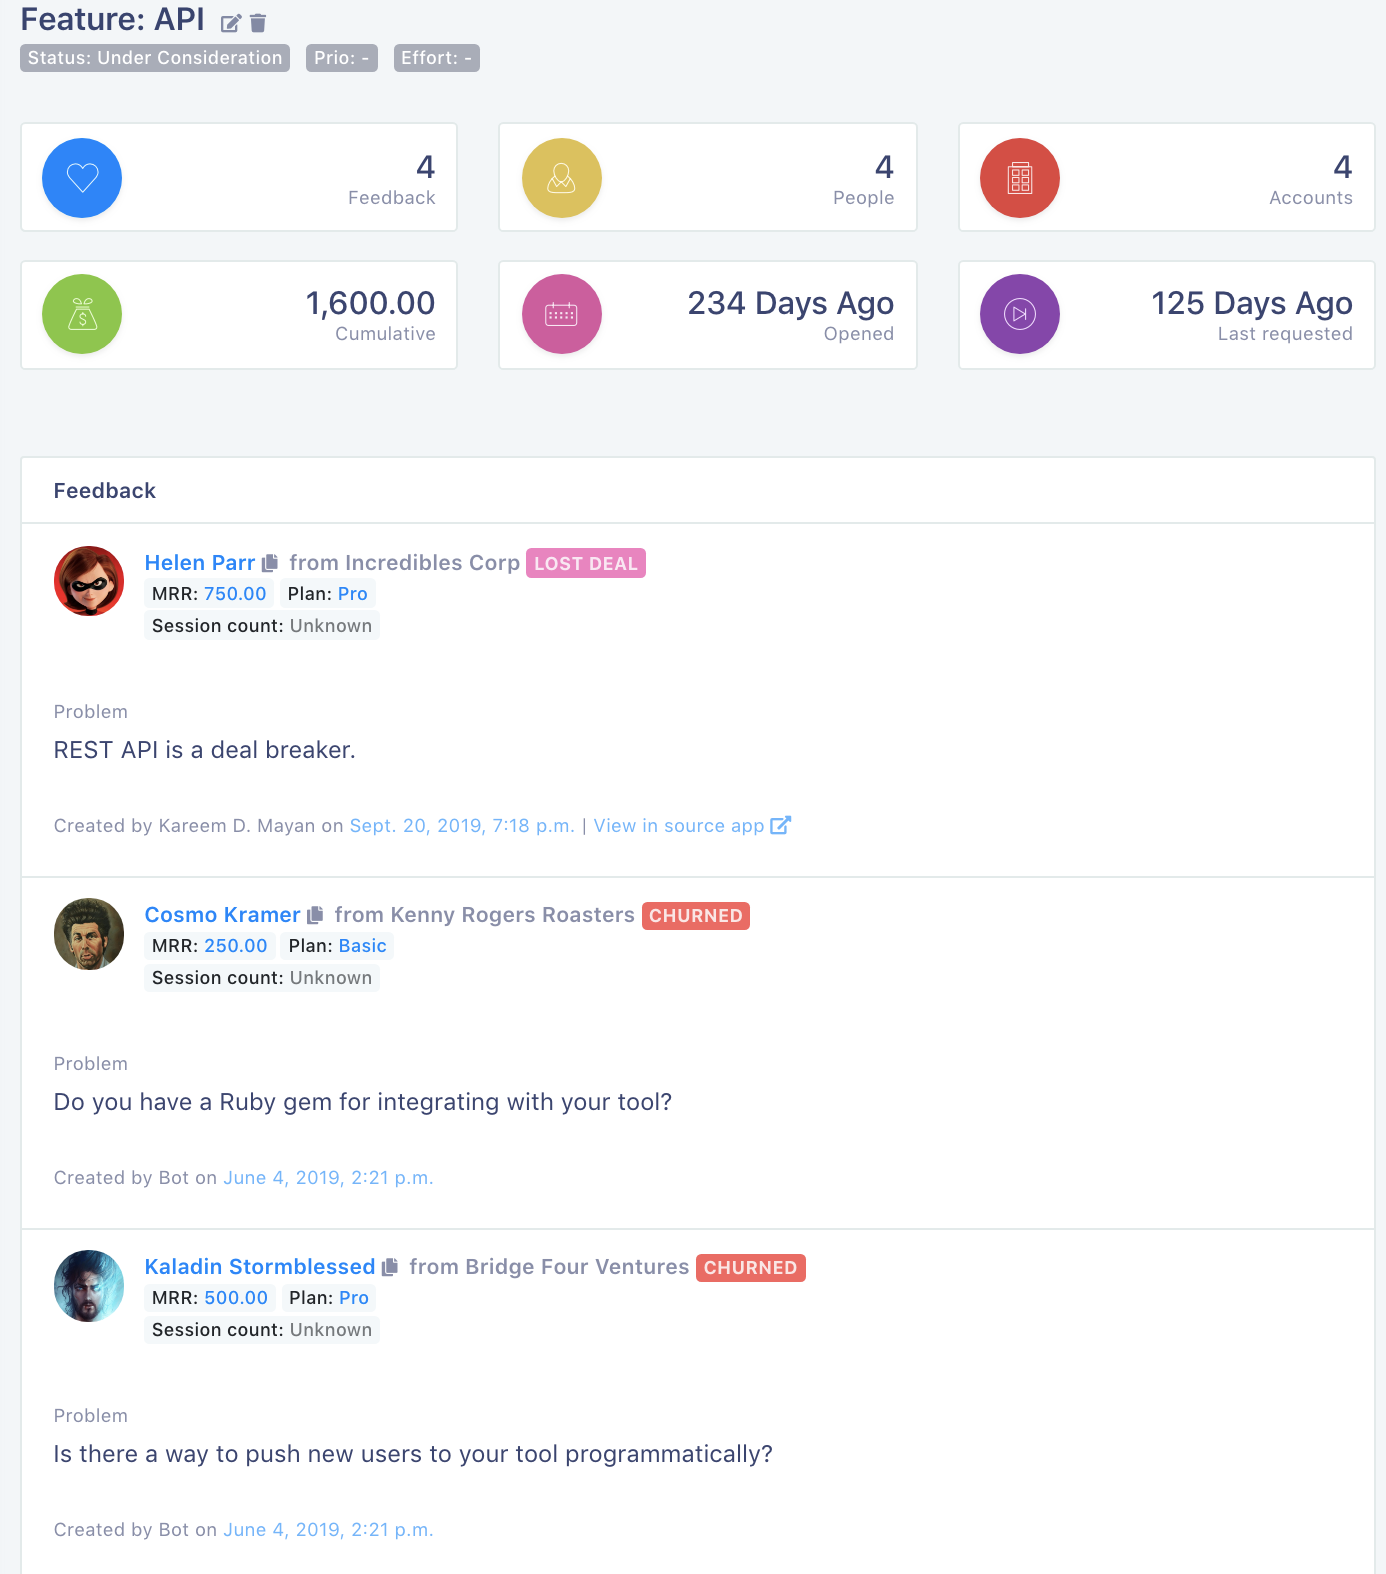 Feature: API
Status: Under Consideration Prio: - Effort: -
4
Feedback
4
People
4
Accounts
1,600.00
Cumulative
234 Days Ago
Opened
125 Days Ago
Last requested
Feedback
Helen Parr from Incredibles Corp LOST DEAL
MRR: 750.00 Plan: Pro
Session count: Unknown
Problem
REST API is a deal breaker.
Created by Kareem D. Mayan on Sept. 20, 2019, 7:18 p.m. | View in source app
Cosmo Kramer from Kenny Rogers Roasters CHURNED
MRR: 250.00 Plan: Basic
Session count: Unknown
Problem
Do you have a Ruby gem for integrating with your tool?
Created by Bot on June 4, 2019, 2:21 p.m.
Kaladin Stormblessed from Bridge Four Ventures CHURNED
MRR: 500.00 Plan: Pro
Session count: Unknown
Problem
Is there a way to push new users to your tool programmatically?
Created by Bot on June 4, 2019, 2:21 p.m.